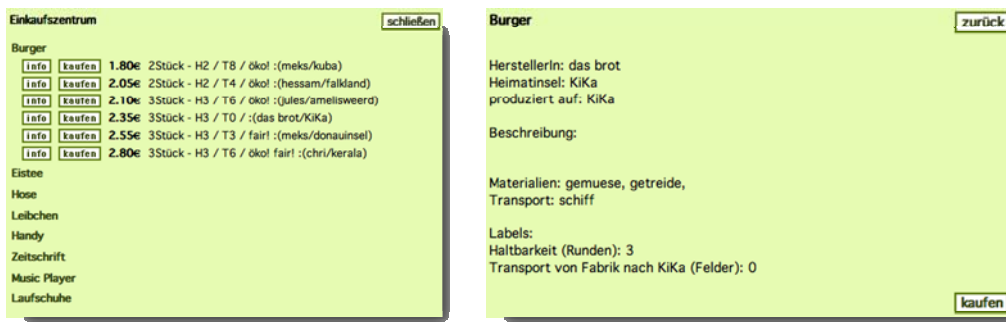 Einkaufszentrum
schließen
Burger
info kaufen 1.80€ 2Stück - H2 / T8 / öko! :(meks/kuba)
info kaufen 2.05€ 2Stück - H2 / T4 / öko! :(hessam/falkland)
info kaufen 2.10€ 3Stück - H3 / T6 / öko! :(jules/amelisweerd)
info kaufen 2.35€ 3Stück - H3 / T0 / :(das brot/KiKa)
info kaufen 2.55€ 3Stück - H3 / T3 / fair! :(meks/donauinsel)
info kaufen 2.80€ 3Stück - H3 / T6 / öko! fair! :(chri/kerala)
Eistee
Hose
Leibchen
Handy
Zeitschrift
Music Player
Laufschuhe
Burger
zurück
HerstellerIn: das brot
Heimatinsel: KiKa
produziert auf: KiKa
Beschreibung:
Materialien: gemuese, getreide,
Transport: schiff
Labels:
Haltbarkeit (Runden): 3
Transport von Fabrik nach KiKa (Felder): 0
kaufen